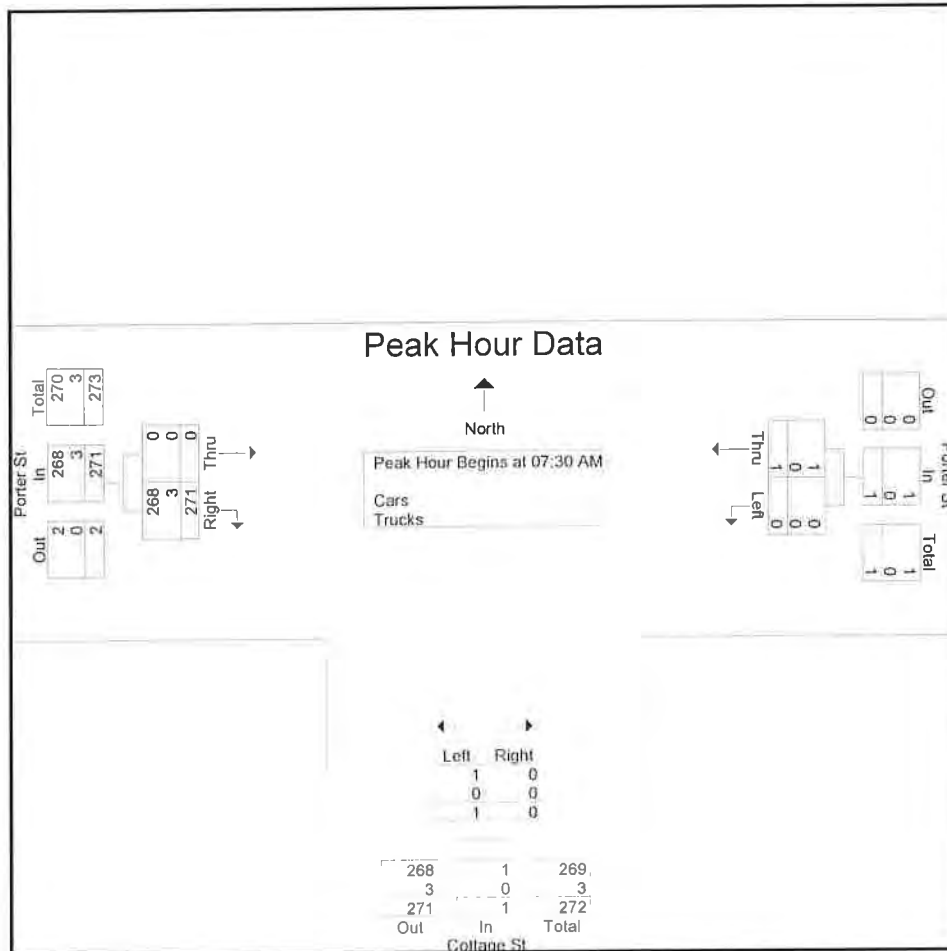 Peak Hour Data
North
Peak Hour Begins at 07:30 AM
Cars
Trucks
Porter St
Out In Total
2 268 270
0 3 3
2 271 273
Right Thru
268 0
3 0
271 0
Out In Total
0 1 1
0 0 0
0 1 1
Thru Left
1 0
0 0
1 0
Left Right
1 0
0 0
1 0
268 1 269
3 0 3
271 1 272
Out In Total
Cottage St